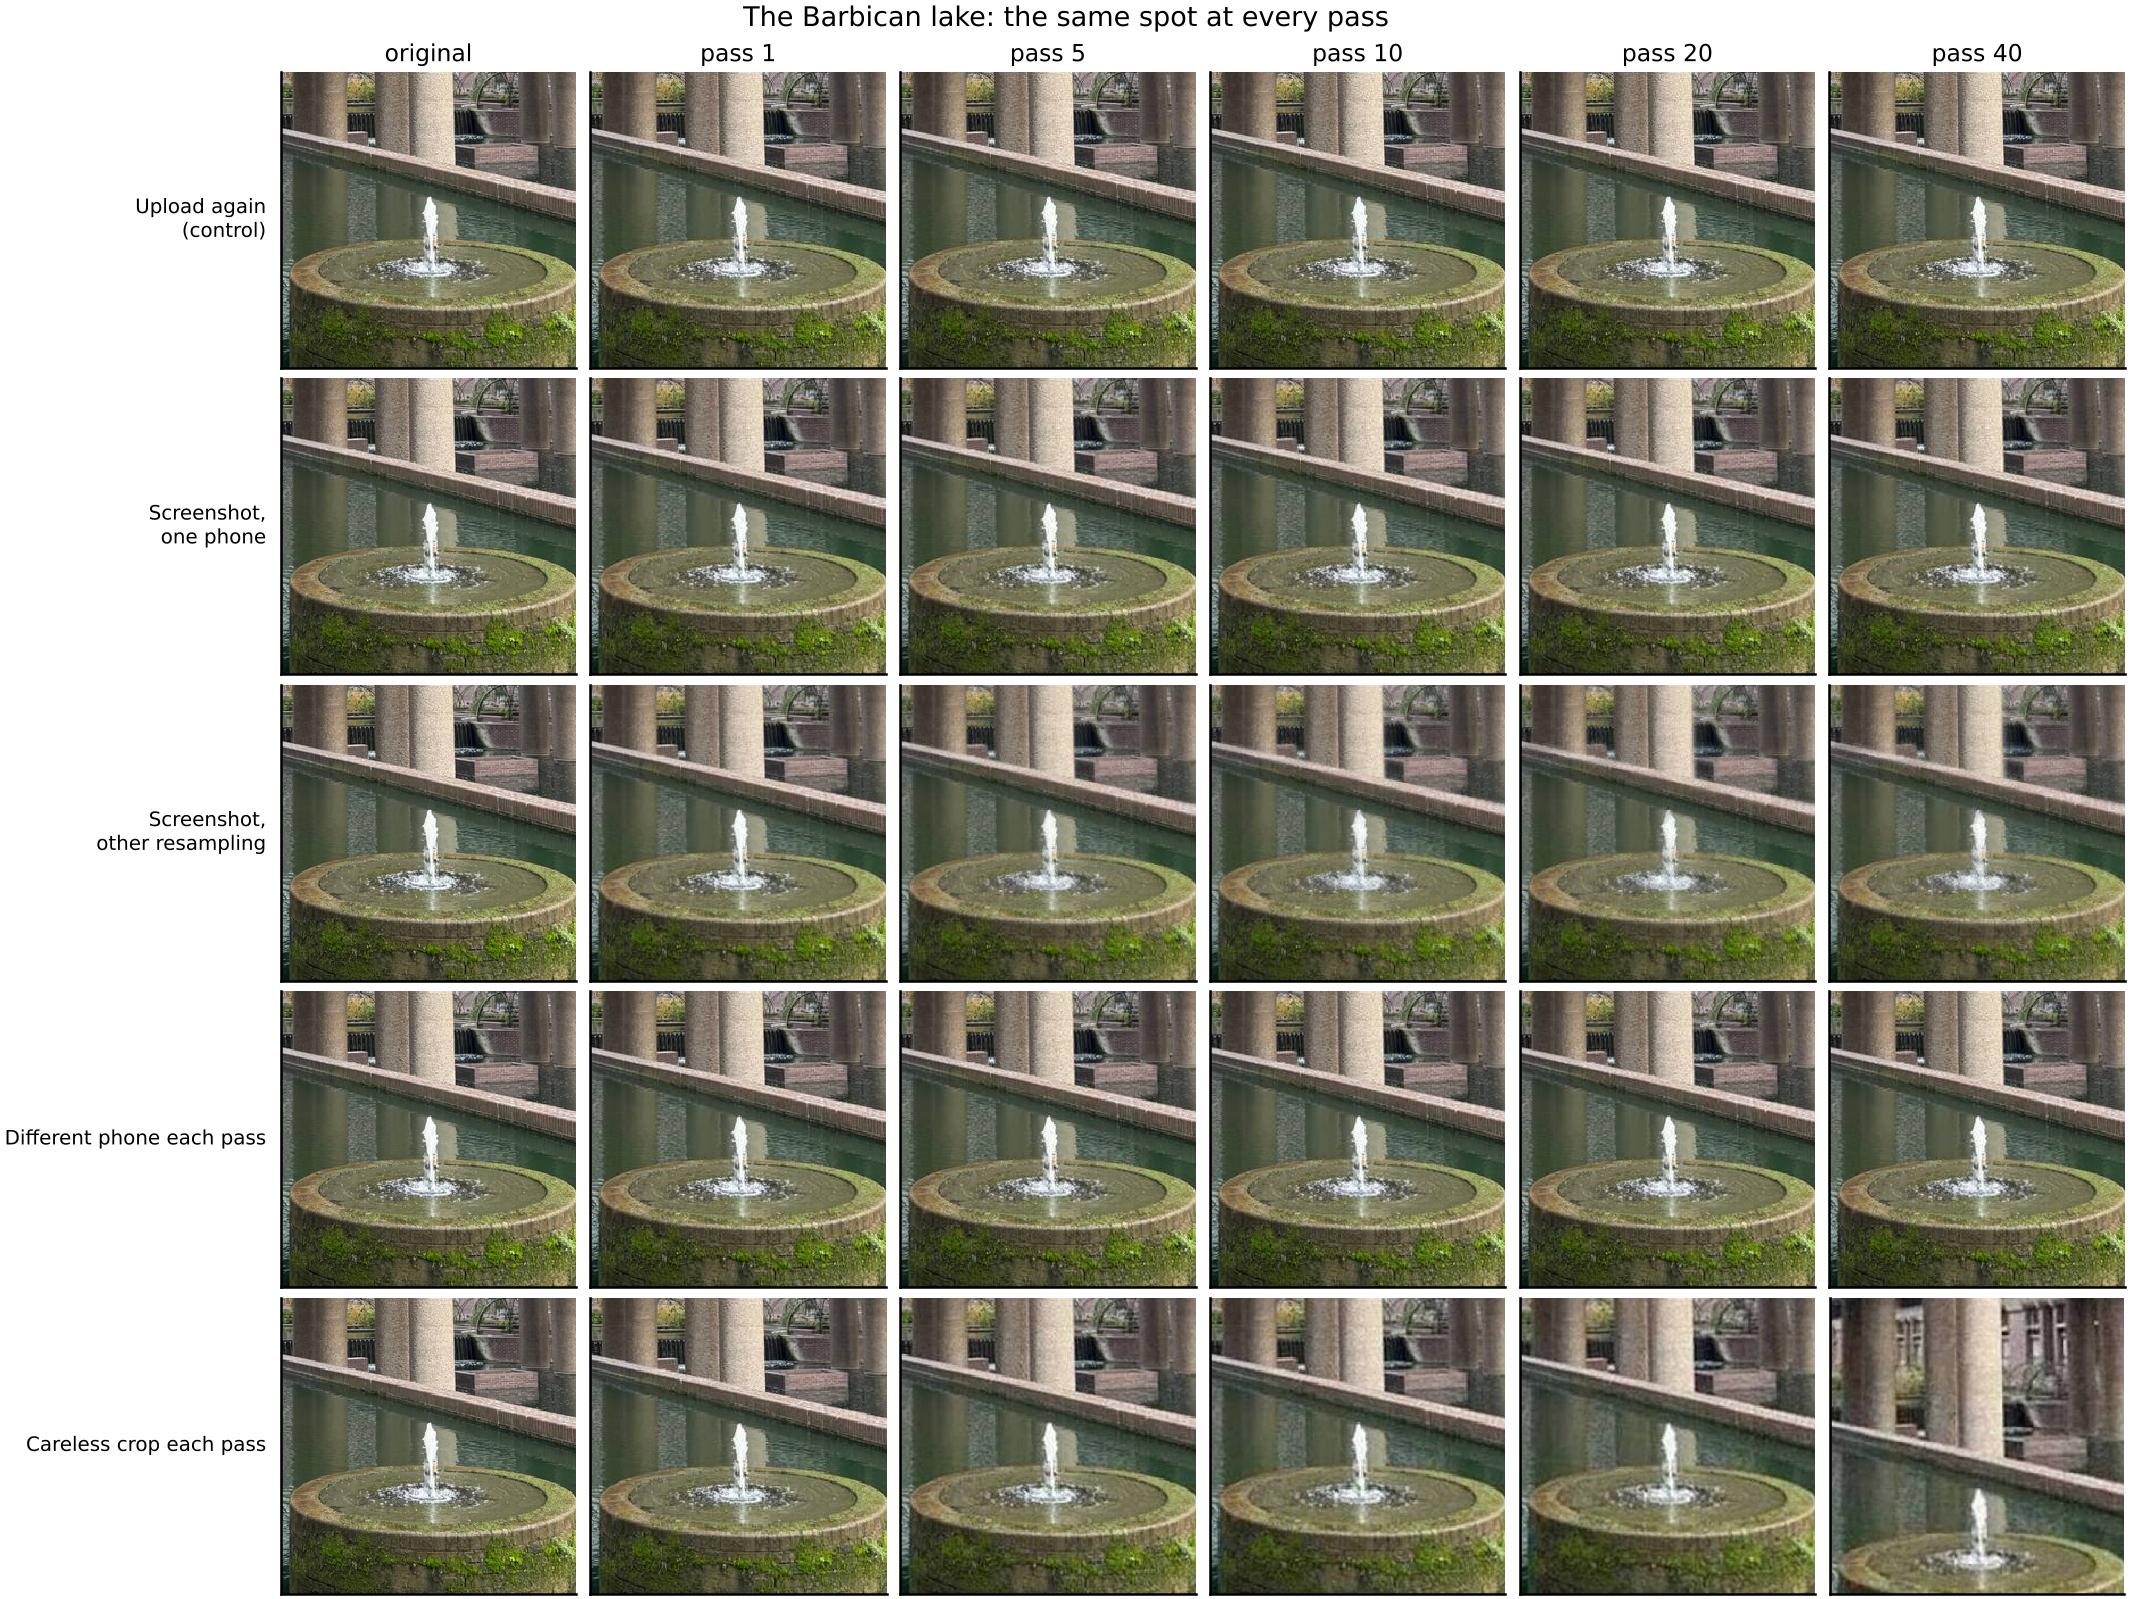 The Barbican lake: the same spot at every pass
original pass 1 pass 5 pass 10 pass 20 pass 40
Upload again
(control)
Screenshot,
one phone
Screenshot,
other resampling
Different phone each pass
Careless crop each pass